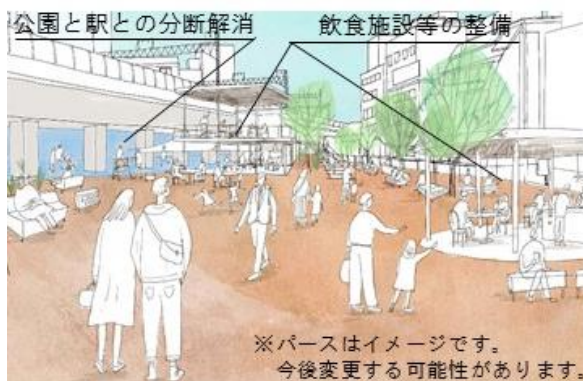 公園と駅との分断解消
飲食施設等の整備
※パースはイメージです。
今後変更する可能性があります。